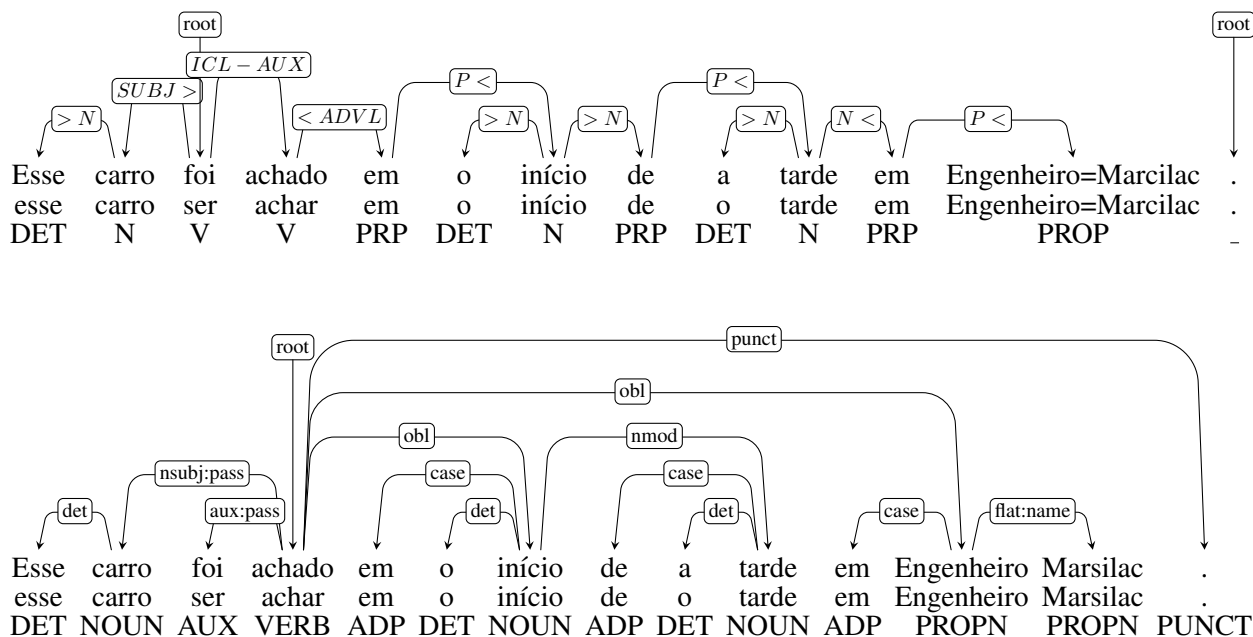 root root
ICL − AUX
SUBJ > P < P <
> N < ADVL > N > N > N N < P <
Esse carro foi achado em o início de a tarde em Engenheiro=Marcilac .
esse carro ser achar em o início de o tarde em Engenheiro=Marcilac .
DET N V V PRP DET N PRP DET N PRP PROP _
punct
root
obl
obl nmod
nsubj:pass case case
det aux:pass det det case flat:name
Esse carro foi achado em o início de a tarde em Engenheiro Marsilac .
esse carro ser achar em o início de o tarde em Engenheiro Marsilac .
DET NOUN AUX VERB ADP DET NOUN ADP DET NOUN ADP PROPN PROPN PUNCT